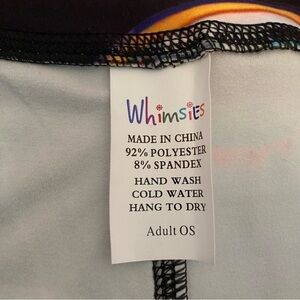 Whimsies
MADE IN CHINA
92% POLYESTER
8% SPANDEX
HAND WASH
COLD WATER
HANG TO DRY
Adult OS